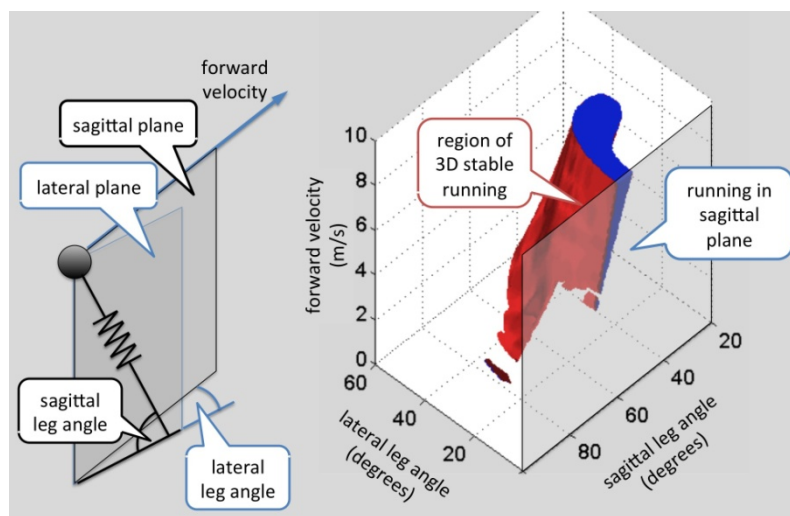 forward
velocity
sagittal plane
lateral plane
sagittal
leg angle
lateral
leg angle
region of
3D stable
running
running in
sagittal
plane
forward velocity
(m/s)
10
8
6
4
2
0
60
40
20
lateral leg angle
(degrees)
80
60
40
20
sagittal leg angle
(degrees)